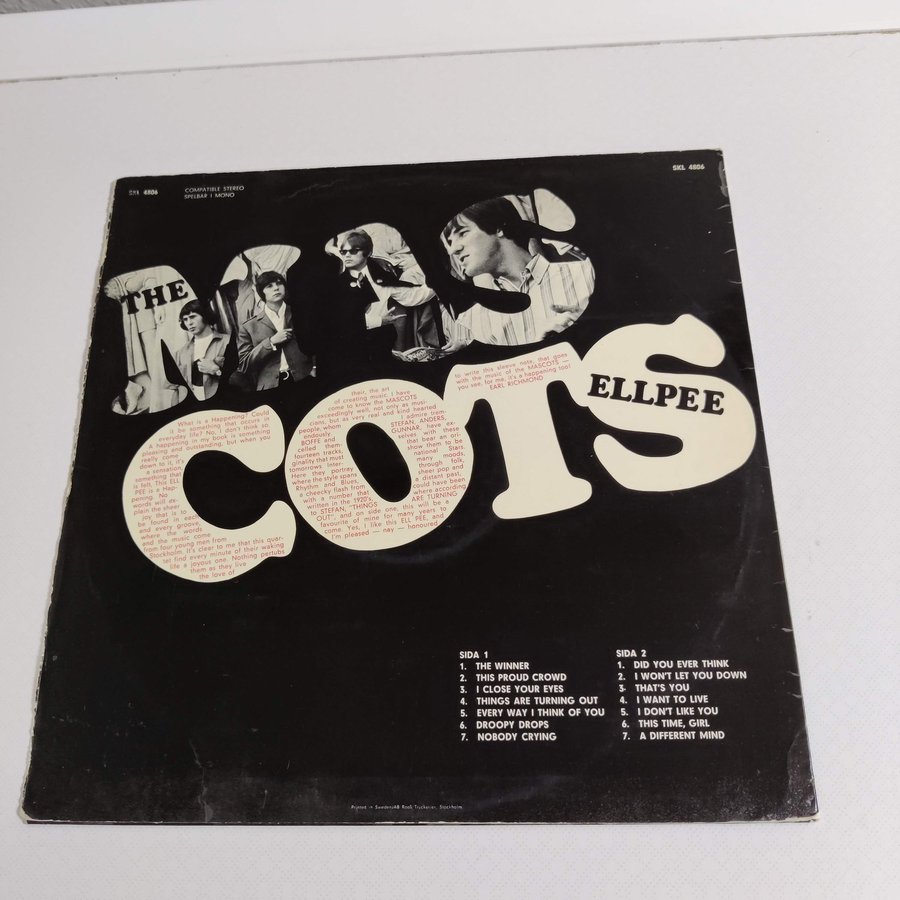 SKL 4806
COMPATIBLE STEREO
SPELBAR I MONO
SKL 4806
THE
MAS
COTS
ELLPEE
What is a Happening? Could
it be something that occurs in
everyday life? No, I don't think so
A happening in my book is something
pleasing and outstanding, but when you
really come
down to it, it's
a sensation,
something that
is felt. This ELL
PEE is a Hap-
pening. No
words will ex-
plain the sheer
joy that is to
be found in each
and every groove,
where the words
and the music come
from four young men from
Stockholm. It's clear to me that this quar-
tet find every minute of their waking
life a joyous one. Nothing pertubs
them as they live
the love of
their, the art
of creating music. I have
come to know the MASCOTS
exceedingly well, not only as musi-
cians, but as very real and kind hearted
people, whom I admire trem-
endously. STEFAN, ANDERS,
BOFFE and GUNNAR, have ex-
celled them- selves with these
fourteen tracks, that bear an ori-
ginality that must show them to be
tomorrows Inter- national Stars.
Here they portray many moods,
where the style spans through folk,
Rhythm and Blues, sheer pop and
a cheeky flash from a distant past,
with a number that could have been
written in the 1920's, where according
to STEFAN, "THINGS ARE TURNING
OUT", and on side one, this will be a
favourite of mine for many years to
come. Yes, I like this ELL PEE, and
I'm pleased — nay — honoured
to write this sleeve note, that goes
with the music of the MASCOTS —
you see, for me, it's a happening too!
EARL RICHMOND
SIDA 1
1. THE WINNER
2. THIS PROUD CROWD
3. I CLOSE YOUR EYES
4. THINGS ARE TURNING OUT
5. EVERY WAY I THINK OF YOU
6. DROOPY DROPS
7. NOBODY CRYING
SIDA 2
1. DID YOU EVER THINK
2. I WON'T LET YOU DOWN
3. THAT'S YOU
4. I WANT TO LIVE
5. I DON'T LIKE YOU
6. THIS TIME, GIRL
7. A DIFFERENT MIND
Printed in Sweden/AB Stockholm